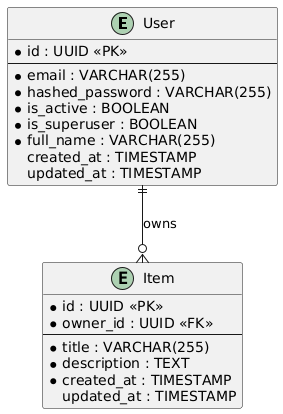 E User
id : UUID «PK»
email : VARCHAR(255)
hashed_password : VARCHAR(255)
is_active : BOOLEAN
is_superuser : BOOLEAN
full_name : VARCHAR(255)
created_at : TIMESTAMP
updated_at : TIMESTAMP
owns
E Item
id : UUID «PK»
owner_id : UUID «FK»
title : VARCHAR(255)
description : TEXT
created_at : TIMESTAMP
updated_at : TIMESTAMP